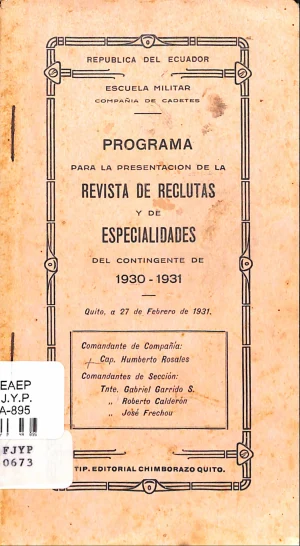 REPUBLICA DEL ECUADOR
ESCUELA MILITAR
COMPAÑIA DE CADETES
PROGRAMA
PARA LA PRESENTACION DE LA
REVISTA DE RECLUTAS
Y DE
ESPECIALIDADES
DEL CONTINGENTE DE
1930-1931
Quito, a 27 de Febrero de 1931.
Comandante de Compañía:
Cap. Humberto Rosales
Comandantes de Sección:
Tnte. Gabriel Garrido S.
„ Roberto Calderón
„ José Frechou
TIP. EDITORIAL CHIMBORAZO QUITO.
EAEP
J.Y.P.
A-895
FJYP
0673